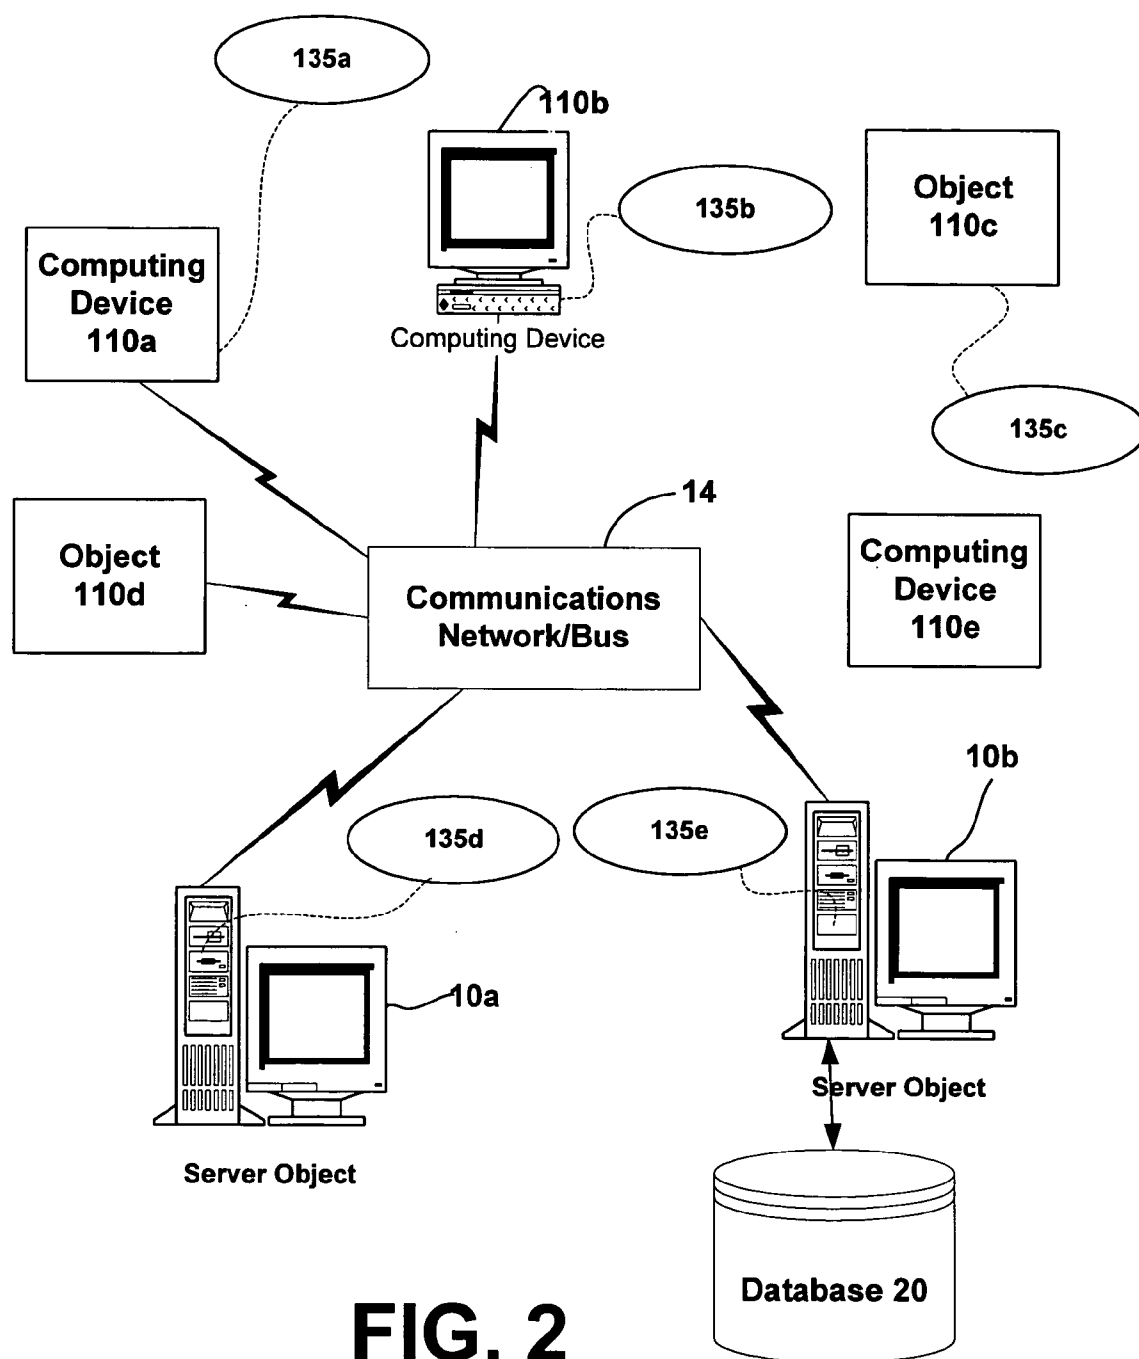 135a
110b
135b
Object
110c
Computing
Device
110a
Computing Device
135c
14
Object
110d
Communications
Network/Bus
Computing
Device
110e
10b
135d
135e
10a
Server Object
Server Object
Database 20
FIG. 2